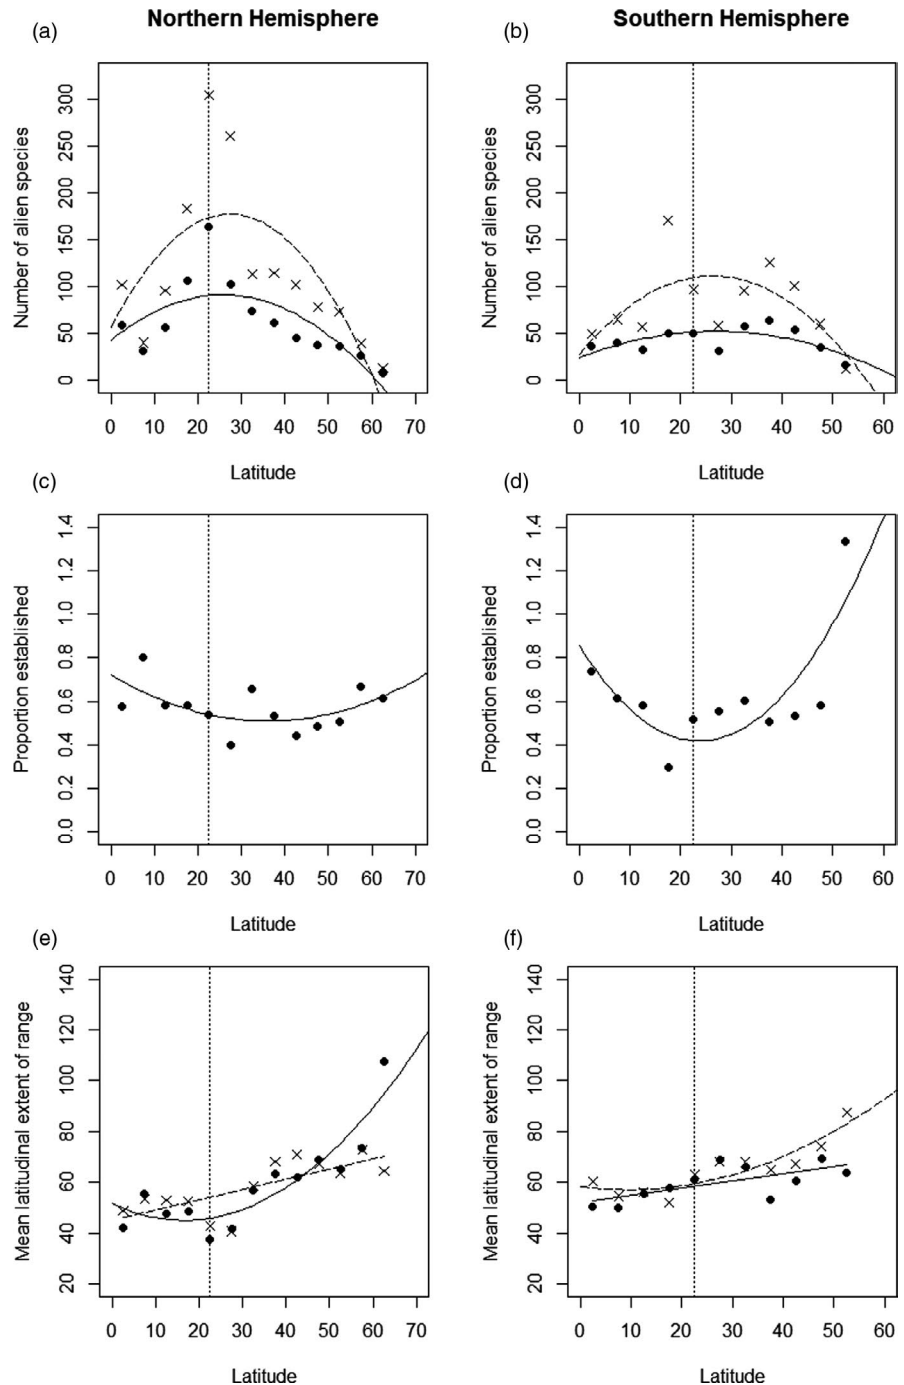 Northern Hemisphere
Southern Hemisphere
(a)
Number of alien species
0 50 100 150 200 250 300
0 10 20 30 40 50 60 70
Latitude
(b)
Number of alien species
0 50 100 150 200 250 300
0 10 20 30 40 50 60
Latitude
(c)
Proportion established
0.0 0.2 0.4 0.6 0.8 1.0 1.2 1.4
0 10 20 30 40 50 60 70
Latitude
(d)
Proportion established
0.0 0.2 0.4 0.6 0.8 1.0 1.2 1.4
0 10 20 30 40 50 60
Latitude
(e)
Mean latitudinal extent of range
20 40 60 80 100 120 140
0 10 20 30 40 50 60 70
Latitude
(f)
Mean latitudinal extent of range
20 40 60 80 100 120 140
0 10 20 30 40 50 60
Latitude